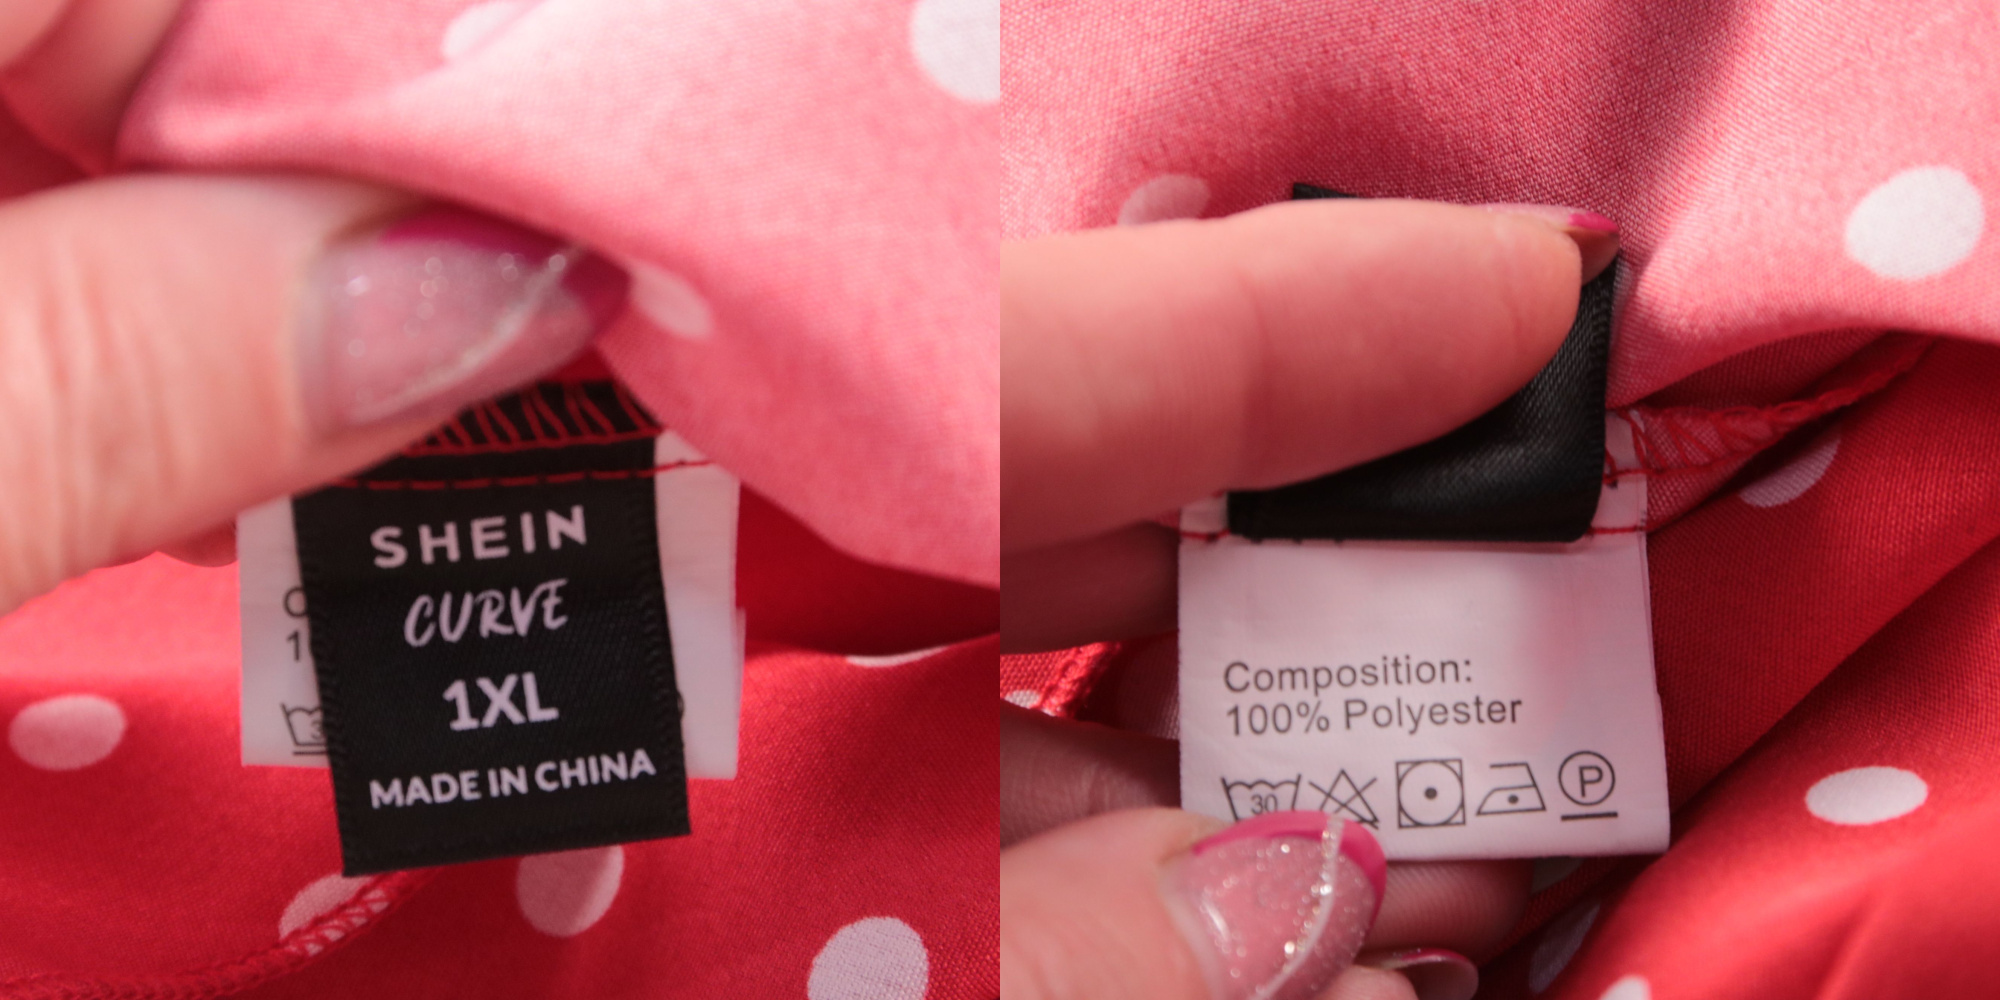 SHEIN
CURVE
1XL
MADE IN CHINA
Composition:
100% Polyester
30
P